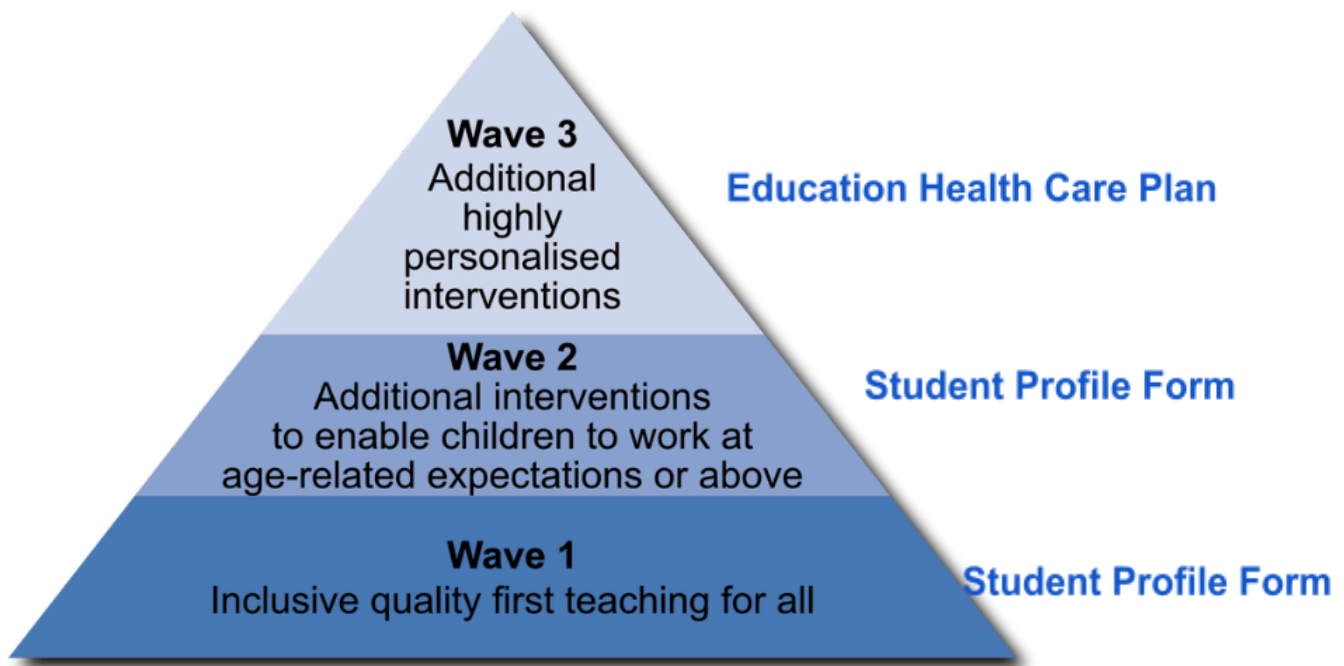 Wave 3
Additional
highly
personalised
interventions
Education Health Care Plan
Wave 2
Additional interventions
to enable children to work at
age-related expectations or above
Student Profile Form
Wave 1
Inclusive quality first teaching for all
Student Profile Form